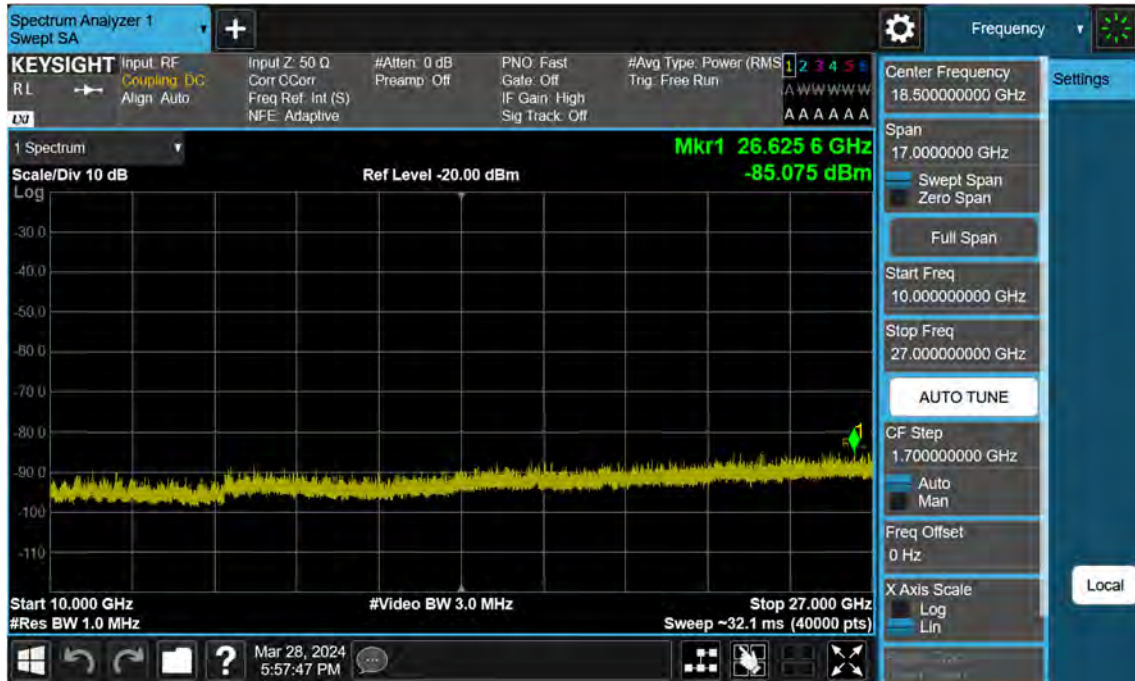 Spectrum Analyzer 1
Swept SA
+
Frequency
KEYSIGHT
RL
LXI
Input: RF
Coupling: DC
Align: Auto
Input Z: 50 Ω
Corr CCorr
Freq Ref: Int (S)
NFE: Adaptive
#Atten: 0 dB
Preamp: Off
PNO: Fast
Gate: Off
IF Gain: High
Sig Track: Off
#Avg Type: Power (RMS
Trig: Free Run
1 2 3 4 5 6
A W W W W W
A A A A A A
1 Spectrum
Scale/Div 10 dB
Ref Level -20.00 dBm
Mkr1 26.625 6 GHz
-85.075 dBm
Log
-30.0
-40.0
-50.0
-60.0
-70.0
-80.0
-90.0
-100
-110
1
Start 10.000 GHz
#Video BW 3.0 MHz
Stop 27.000 GHz
#Res BW 1.0 MHz
Sweep ~32.1 ms (40000 pts)
?
Mar 28, 2024
5:57:47 PM
Center Frequency
18.500000000 GHz
Settings
Span
17.0000000 GHz
Swept Span
Zero Span
Full Span
Start Freq
10.000000000 GHz
Stop Freq
27.000000000 GHz
AUTO TUNE
CF Step
1.700000000 GHz
Auto
Man
Freq Offset
0 Hz
X Axis Scale
Log
Lin
Local